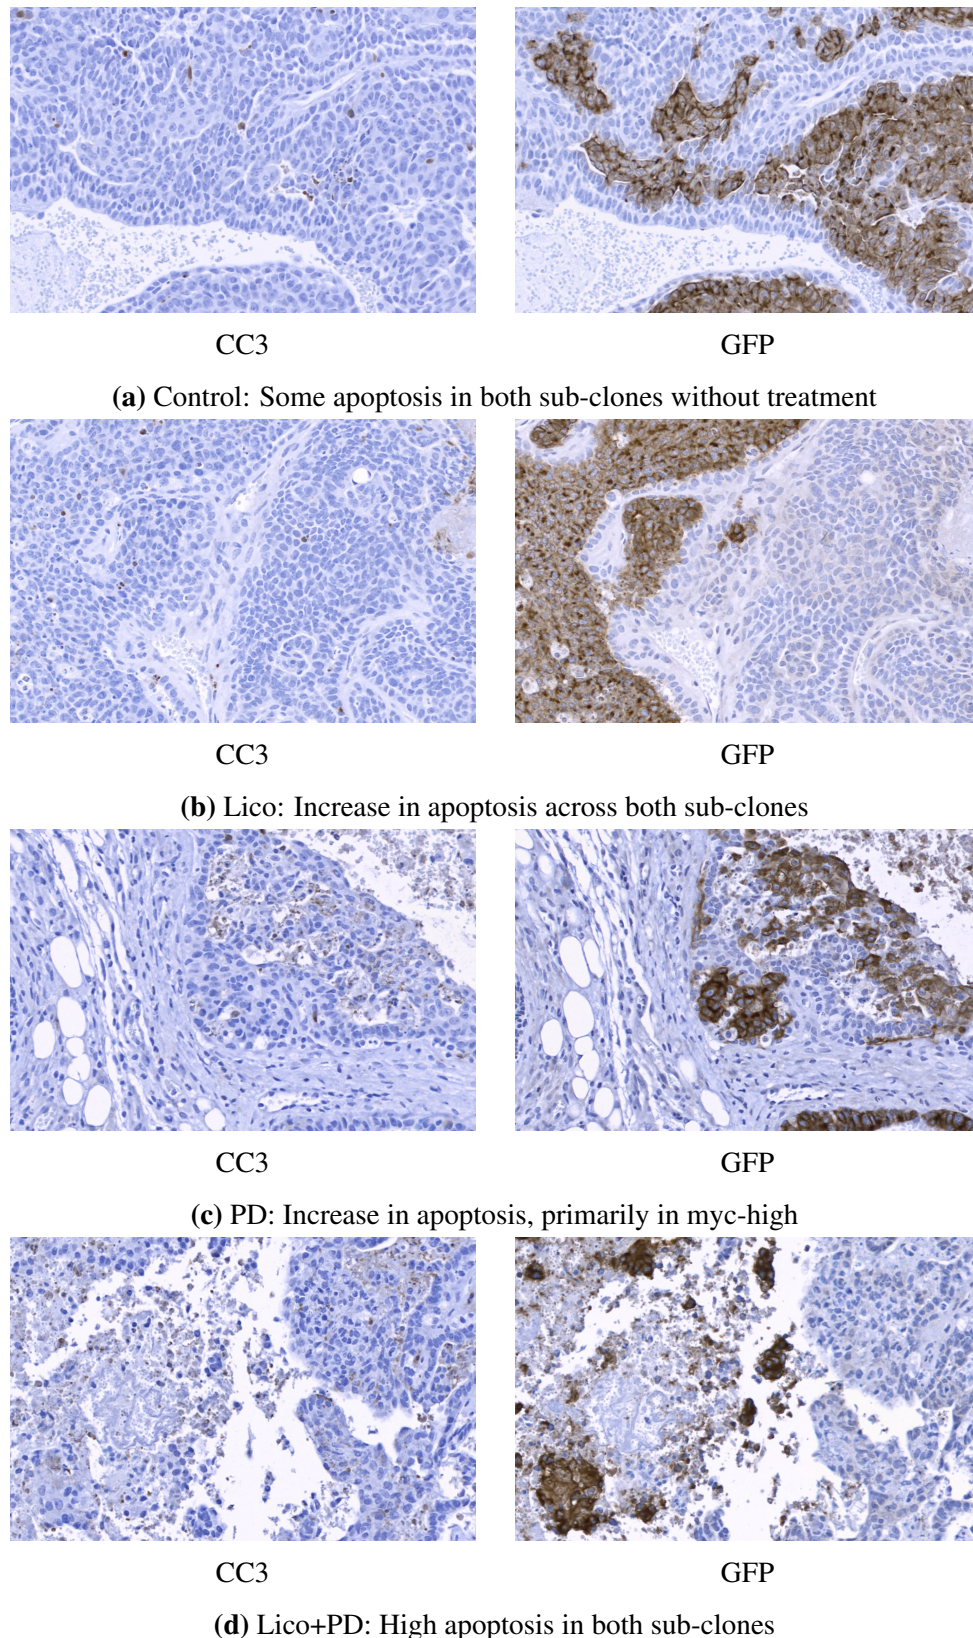 CC3 GFP
(a) Control: Some apoptosis in both sub-clones without treatment
CC3 GFP
(b) Lico: Increase in apoptosis across both sub-clones
CC3 GFP
(c) PD: Increase in apoptosis, primarily in myc-high
CC3 GFP
(d) Lico+PD: High apoptosis in both sub-clones